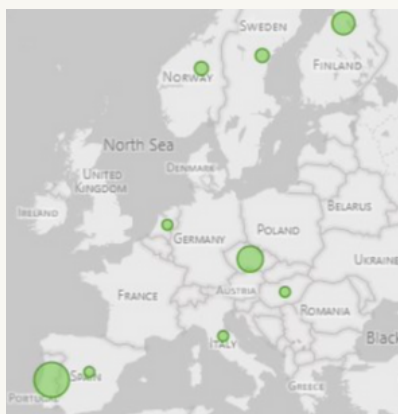 SWEDEN
NORWAY
FINLAND
North Sea
DENMARK
UNITED
KINGDOM
IRELAND
BELARUS
POLAND
GERMANY
UKRAINE
AUSTRIA
FRANCE
ROMANIA
Black
ITALY
SPAIN
GREECE
PORTUGAL